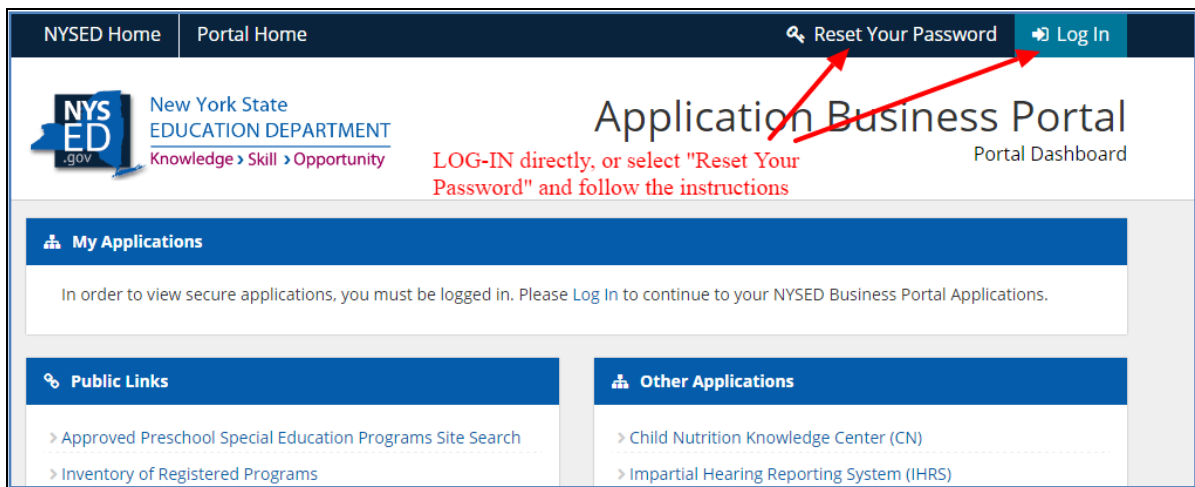 NYSED Home Portal Home Reset Your Password Log In
NYS
ED
.gov
New York State
EDUCATION DEPARTMENT
Knowledge › Skill › Opportunity
Application Business Portal
Portal Dashboard
LOG-IN directly, or select "Reset Your
Password" and follow the instructions
My Applications
In order to view secure applications, you must be logged in. Please Log In to continue to your NYSED Business Portal Applications.
Public Links
> Approved Preschool Special Education Programs Site Search
> Inventory of Registered Programs
Other Applications
> Child Nutrition Knowledge Center (CN)
> Impartial Hearing Reporting System (IHRS)